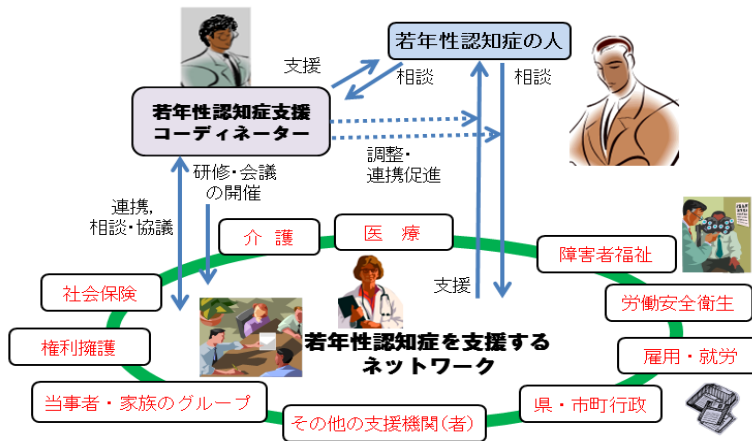 若年性認知症の人
支援
相談
相談
若年性認知症支援
コーディネーター
研修・会議
の開催
調整・
連携促進
連携,
相談・協議
介 護
医 療
障害者福祉
社会保険
支援
労働安全衛生
権利擁護
若年性認知症を支援する
ネットワーク
雇用・就労
当事者・家族のグループ
その他の支援機関(者)
県・市町行政